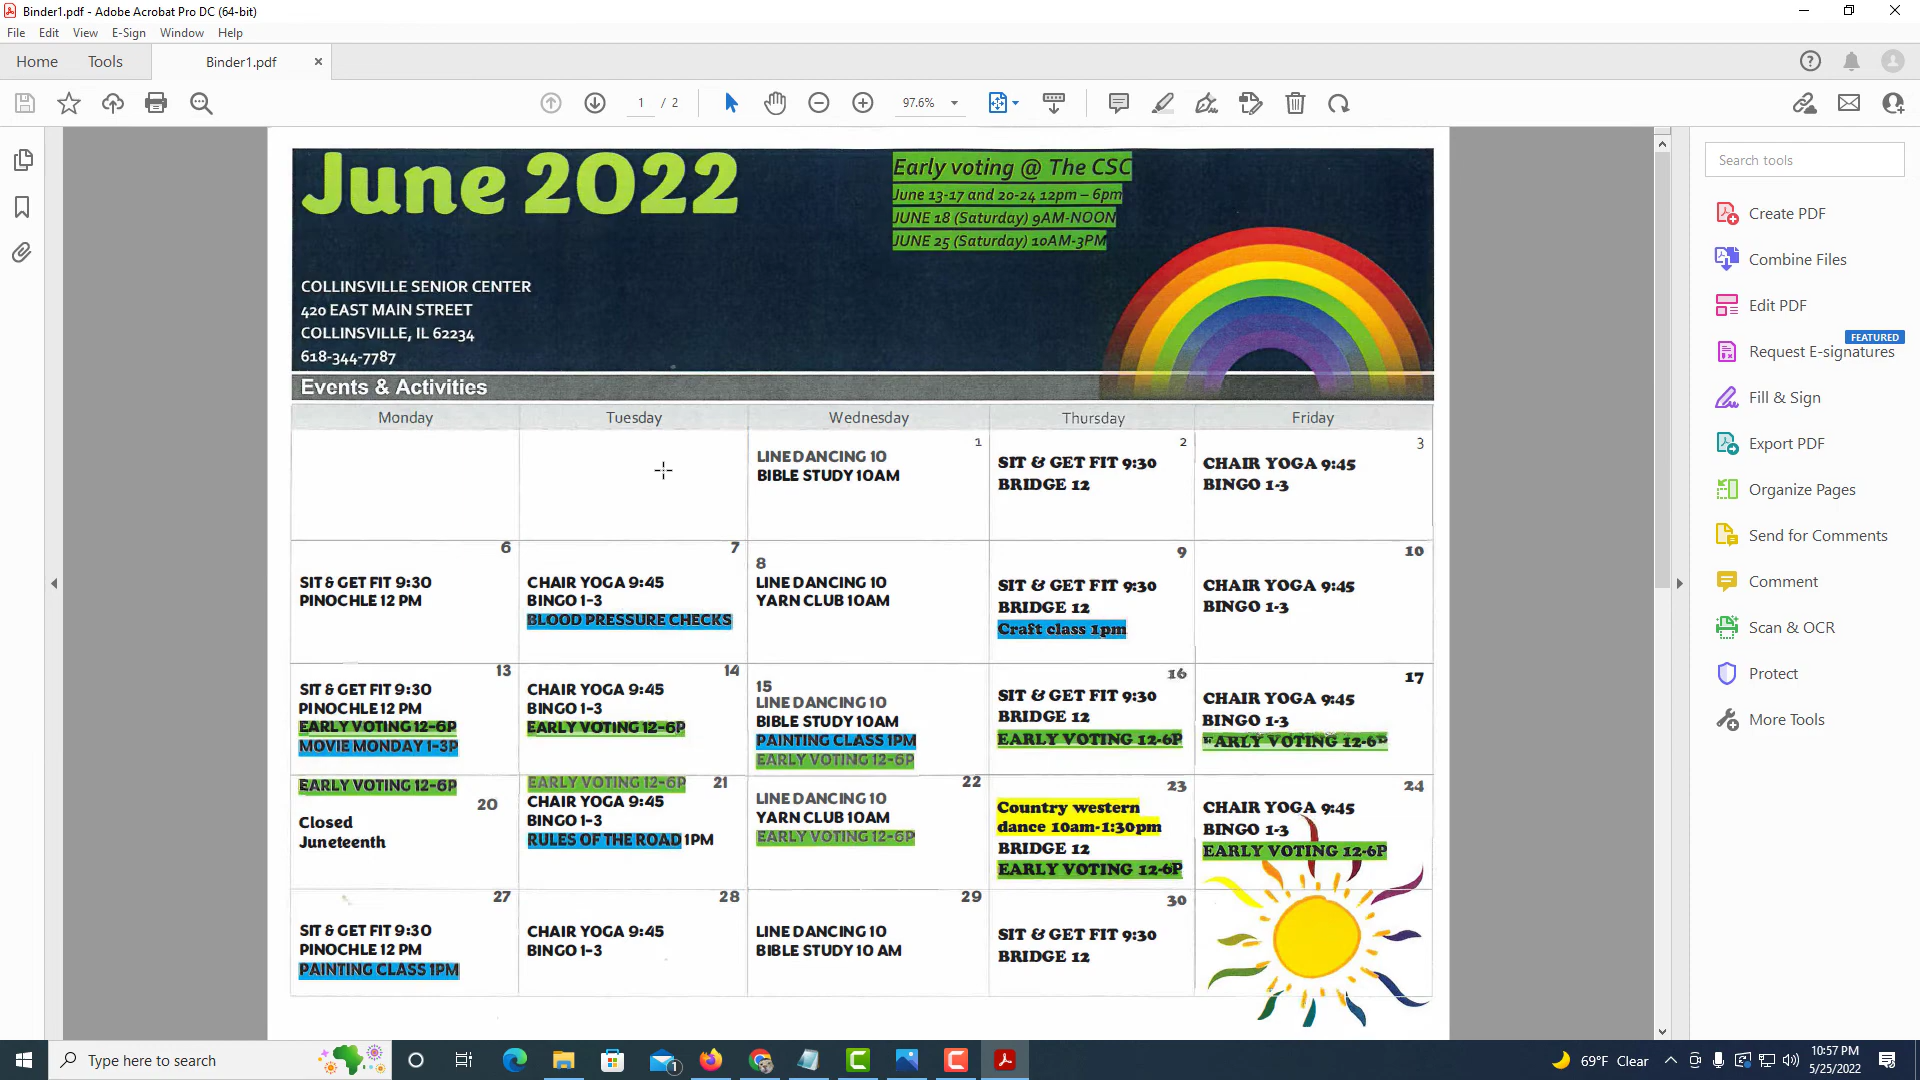 Binder1.pdf - Adobe Acrobat Pro DC (64-bit)
File Edit View E-Sign Window Help
Home Tools Binder1.pdf
1 / 2 97.6%
June 2022
Early voting @ The CSC
June 13-17 and 20-24 12pm – 6pm
JUNE 18 (Saturday) 9AM-NOON
JUNE 25 (Saturday) 10AM-3PM
COLLINSVILLE SENIOR CENTER
420 EAST MAIN STREET
COLLINSVILLE, IL 62234
618-344-7787
Events & Activities
Monday Tuesday Wednesday Thursday Friday
1
LINE DANCING 10
BIBLE STUDY 10AM
2
SIT & GET FIT 9:30
BRIDGE 12
3
CHAIR YOGA 9:45
BINGO 1-3
6
SIT & GET FIT 9:30
PINOCHLE 12 PM
7
CHAIR YOGA 9:45
BINGO 1-3
BLOOD PRESSURE CHECKS
8
LINE DANCING 10
YARN CLUB 10AM
9
SIT & GET FIT 9:30
BRIDGE 12
Craft class 1pm
10
CHAIR YOGA 9:45
BINGO 1-3
13
SIT & GET FIT 9:30
PINOCHLE 12 PM
EARLY VOTING 12-6P
MOVIE MONDAY 1-3P
14
CHAIR YOGA 9:45
BINGO 1-3
EARLY VOTING 12-6P
15
LINE DANCING 10
BIBLE STUDY 10AM
PAINTING CLASS 1PM
EARLY VOTING 12-6P
16
SIT & GET FIT 9:30
BRIDGE 12
EARLY VOTING 12-6P
17
CHAIR YOGA 9:45
BINGO 1-3
EARLY VOTING 12-6P
EARLY VOTING 12-6P
20
Closed
Juneteenth
EARLY VOTING 12-6P 21
CHAIR YOGA 9:45
BINGO 1-3
RULES OF THE ROAD 1PM
22
LINE DANCING 10
YARN CLUB 10AM
EARLY VOTING 12-6P
23
Country western
dance 10am-1:30pm
BRIDGE 12
EARLY VOTING 12-6P
24
CHAIR YOGA 9:45
BINGO 1-3
EARLY VOTING 12-6P
27
SIT & GET FIT 9:30
PINOCHLE 12 PM
PAINTING CLASS 1PM
28
CHAIR YOGA 9:45
BINGO 1-3
29
LINE DANCING 10
BIBLE STUDY 10 AM
30
SIT & GET FIT 9:30
BRIDGE 12
Search tools
Create PDF
Combine Files
Edit PDF
FEATURED
Request E-signatures
Fill & Sign
Export PDF
Organize Pages
Send for Comments
Comment
Scan & OCR
Protect
More Tools
Type here to search
1
69°F Clear
10:57 PM
5/25/2022